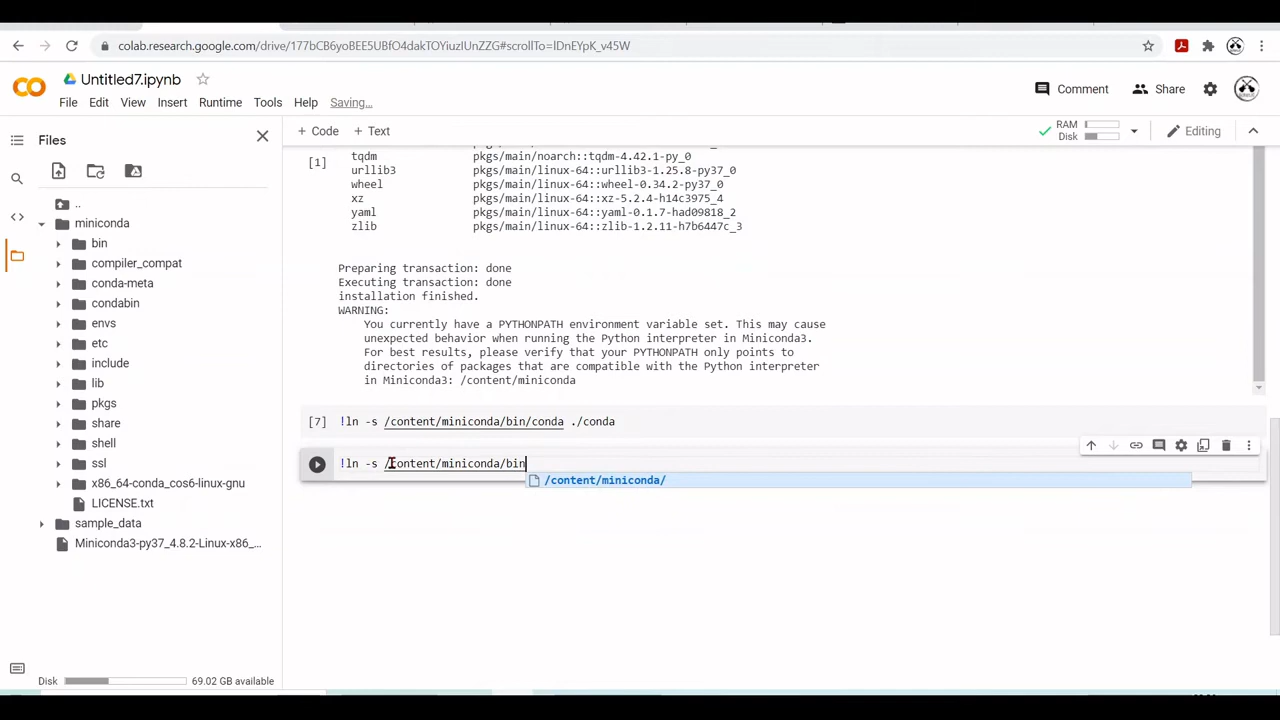 colab.research.google.com/drive/177bCB6yoBEE5UBfO4dakTOYiuzIUnZZG#scrollTo=lDnEYpK_v45W
Untitled7.ipynb
File Edit View Insert Runtime Tools Help Saving...
Comment Share
Files
+ Code + Text
RAM
Disk
Editing
..
miniconda
bin
compiler_compat
conda-meta
condabin
envs
etc
include
lib
pkgs
share
shell
ssl
x86_64-conda_cos6-linux-gnu
LICENSE.txt
sample_data
Miniconda3-py37_4.8.2-Linux-x86_...
Disk 69.02 GB available
[1]
tqdm pkgs/main/noarch::tqdm-4.42.1-py_0
urllib3 pkgs/main/linux-64::urllib3-1.25.8-py37_0
wheel pkgs/main/linux-64::wheel-0.34.2-py37_0
xz pkgs/main/linux-64::xz-5.2.4-h14c3975_4
yaml pkgs/main/linux-64::yaml-0.1.7-had09818_2
zlib pkgs/main/linux-64::zlib-1.2.11-h7b6447c_3
Preparing transaction: done
Executing transaction: done
installation finished.
WARNING:
You currently have a PYTHONPATH environment variable set. This may cause
unexpected behavior when running the Python interpreter in Miniconda3.
For best results, please verify that your PYTHONPATH only points to
directories of packages that are compatible with the Python interpreter
in Miniconda3: /content/miniconda
[7] !ln -s /content/miniconda/bin/conda ./conda
!ln -s /content/miniconda/bin
/content/miniconda/